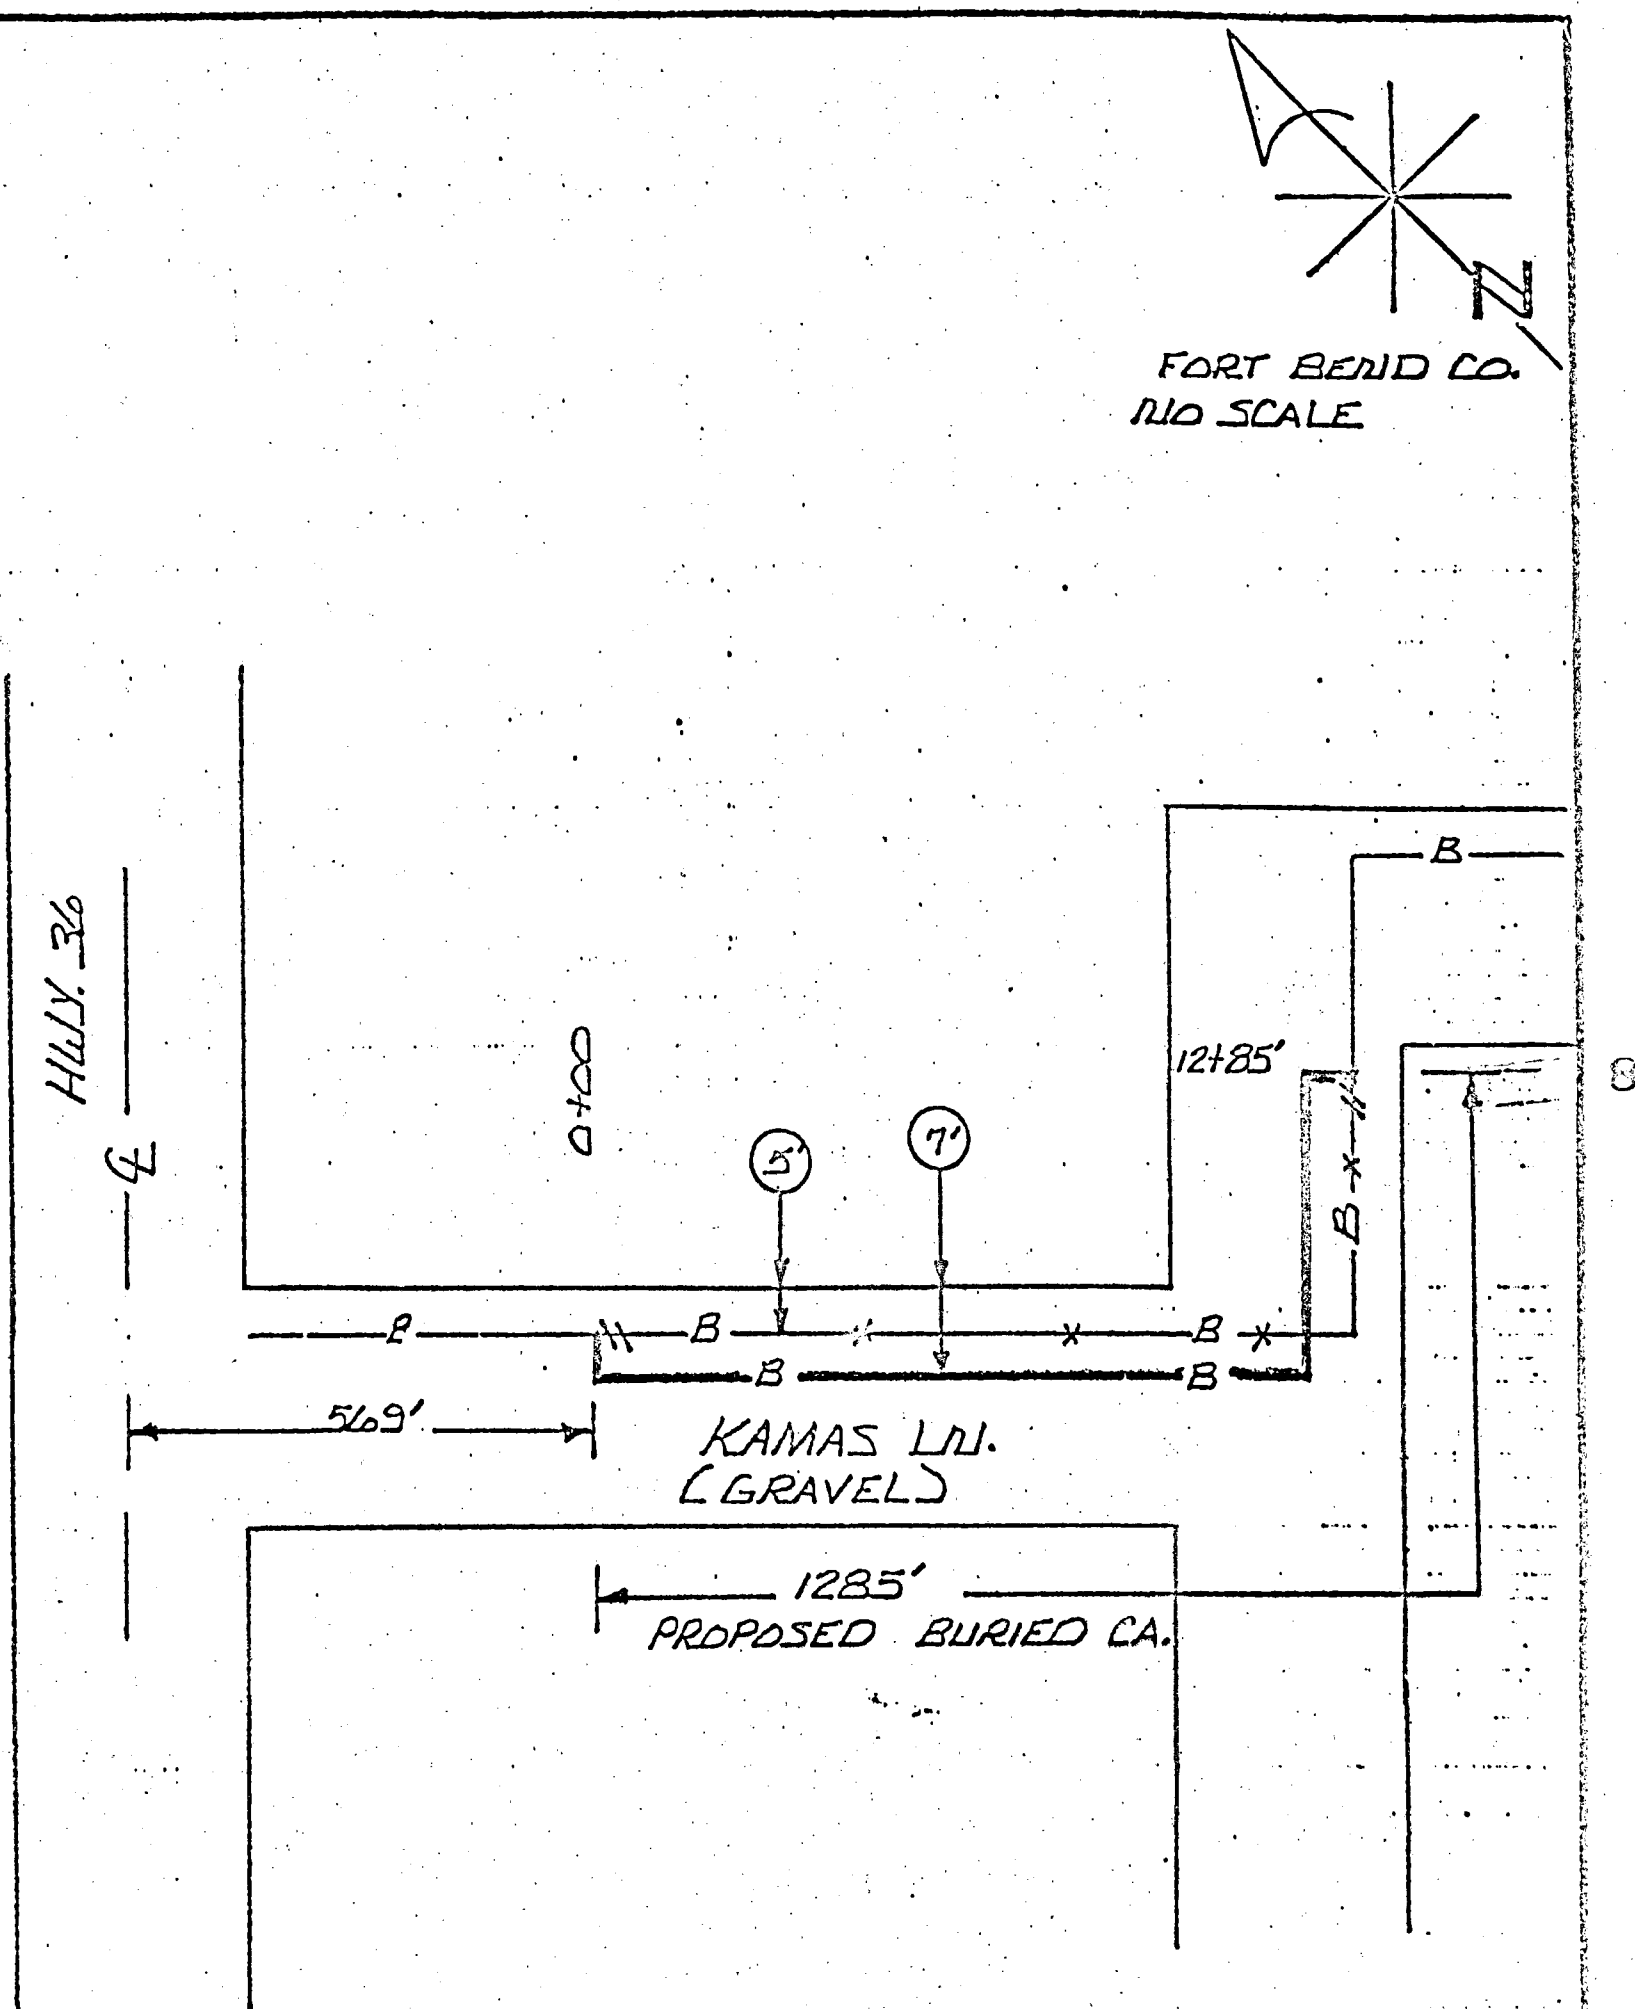 N
FORT BEND CO.
NO SCALE
HWY. 36
℄
0+00
5'
7'
12+85'
B
B
B
B
B
B
B
569'
KAMAS LN.
(GRAVEL)
1285'
PROPOSED BURIED CA.
8